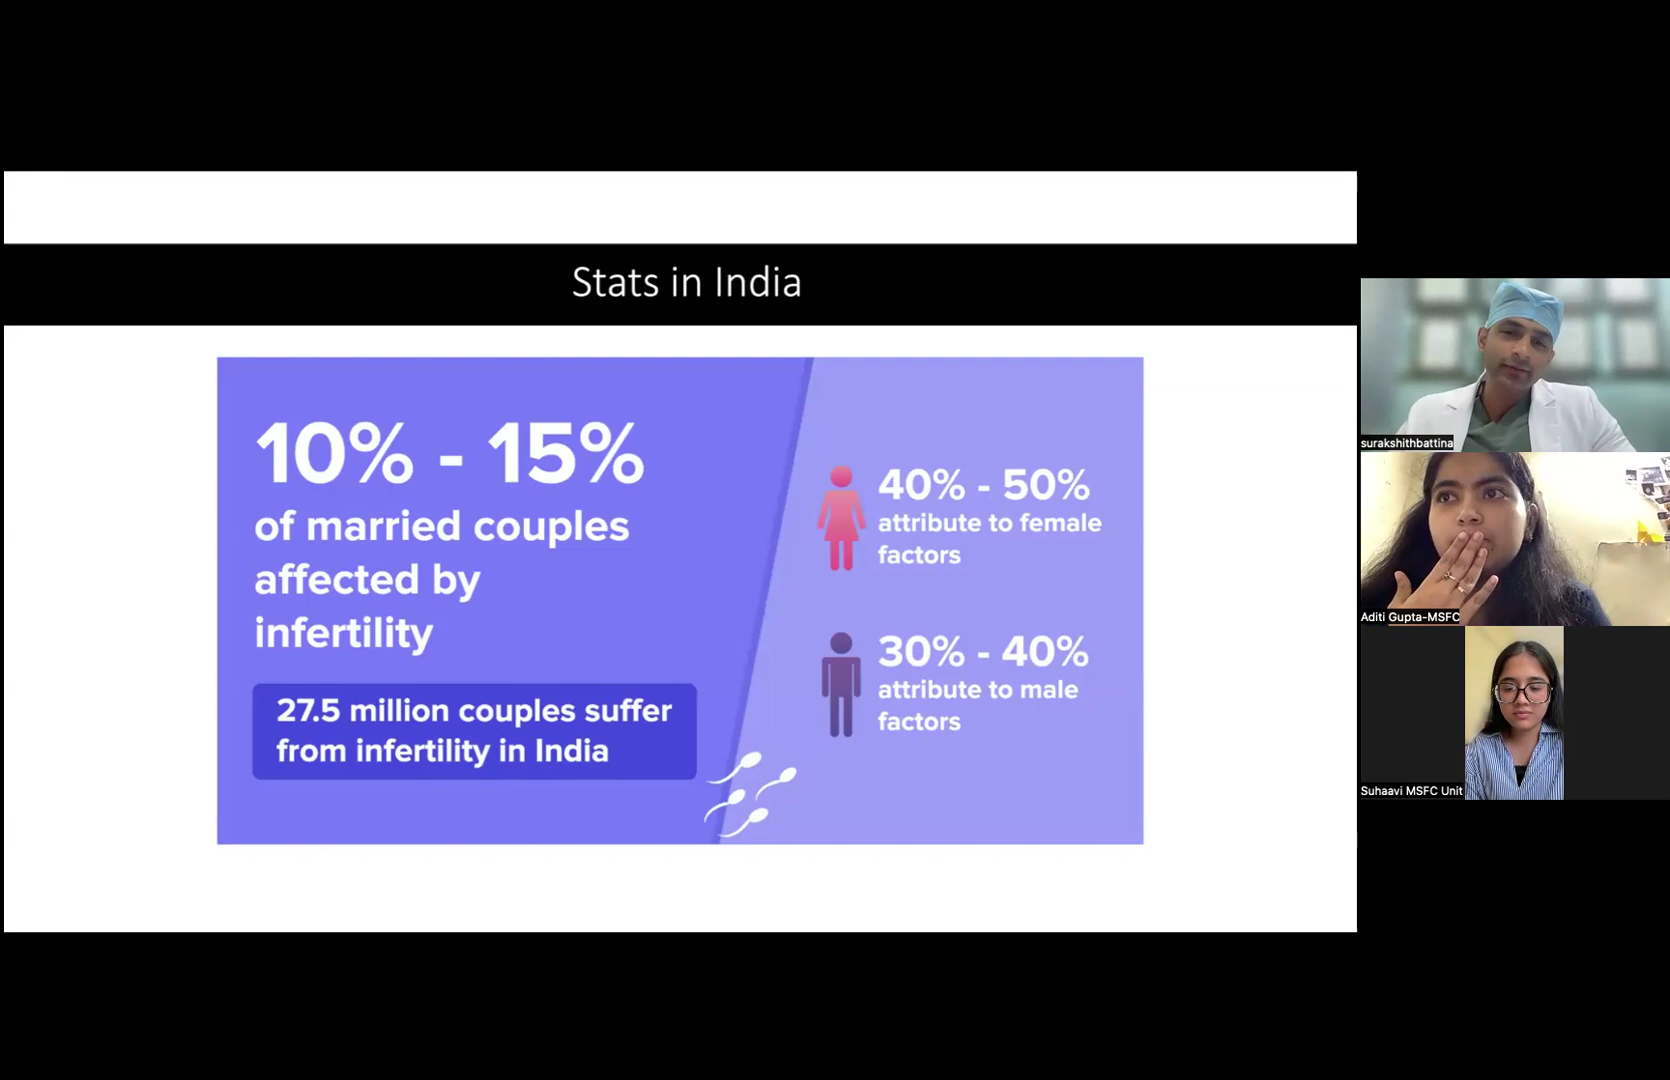 Stats in India
10% - 15%
of married couples
affected by
infertility
27.5 million couples suffer
from infertility in India
40% - 50%
attribute to female
factors
30% - 40%
attribute to male
factors
surakshithbattina
Aditi Gupta-MSFC
Suhaavi MSFC Unit